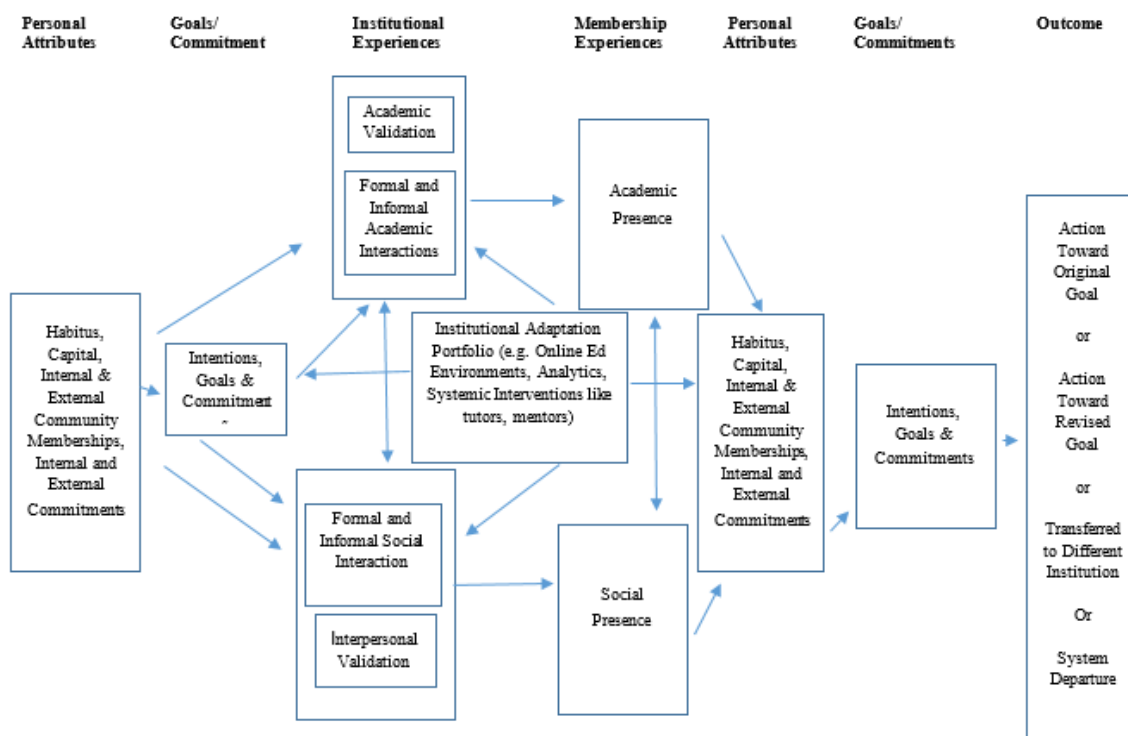 Personal
Attributes
Goals/
Commitment
Institutional
Experiences
Membership
Experiences
Personal
Attributes
Goals/
Commitments
Outcome
Habitus,
Capital,
Internal &
External
Community
Memberships,
Internal and
External
Commitments
Intentions,
Goals &
Commitment
Academic
Validation
Formal and
Informal
Academic
Interactions
Institutional Adaptation
Portfolio (e.g. Online Ed
Environments, Analytics,
Systemic Interventions like
tutors, mentors)
Formal and
Informal Social
Interaction
Interpersonal
Validation
Academic
Presence
Social
Presence
Habitus,
Capital,
Internal &
External
Community
Memberships,
Internal and
External
Commitments
Intentions,
Goals &
Commitments
Action
Toward
Original
Goal
or
Action
Toward
Revised
Goal
or
Transferred
to Different
Institution
Or
System
Departure